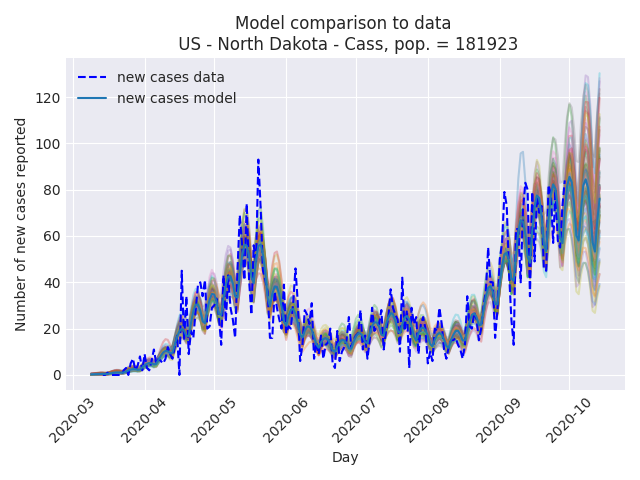 Model comparison to data
US - North Dakota - Cass, pop. = 181923
new cases data
new cases model
Number of new cases reported
120
100
80
60
40
20
0
2020-03
2020-04
2020-05
2020-06
2020-07
2020-08
2020-09
2020-10
Day